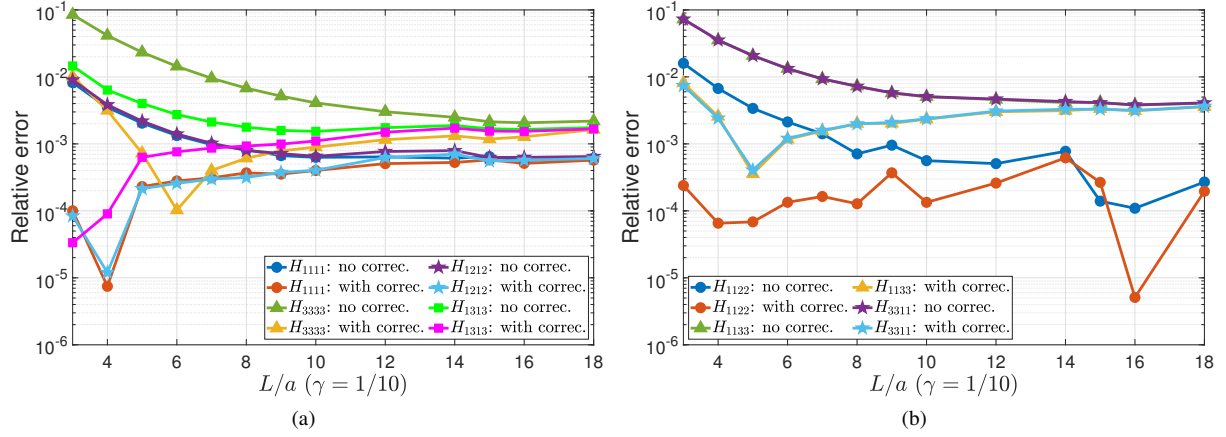 10^-1
10^-2
10^-3
10^-4
10^-5
10^-6
Relative error
4 6 8 10 12 14 16 18
L/a (γ = 1/10)
H_1111: no correc.
H_1111: with correc.
H_3333: no correc.
H_3333: with correc.
H_1212: no correc.
H_1212: with correc.
H_1313: no correc.
H_1313: with correc.
(a)
10^-1
10^-2
10^-3
10^-4
10^-5
10^-6
Relative error
4 6 8 10 12 14 16 18
L/a (γ = 1/10)
H_1122: no correc.
H_1122: with correc.
H_1133: no correc.
H_1133: with correc.
H_3311: no correc.
H_3311: with correc.
(b)